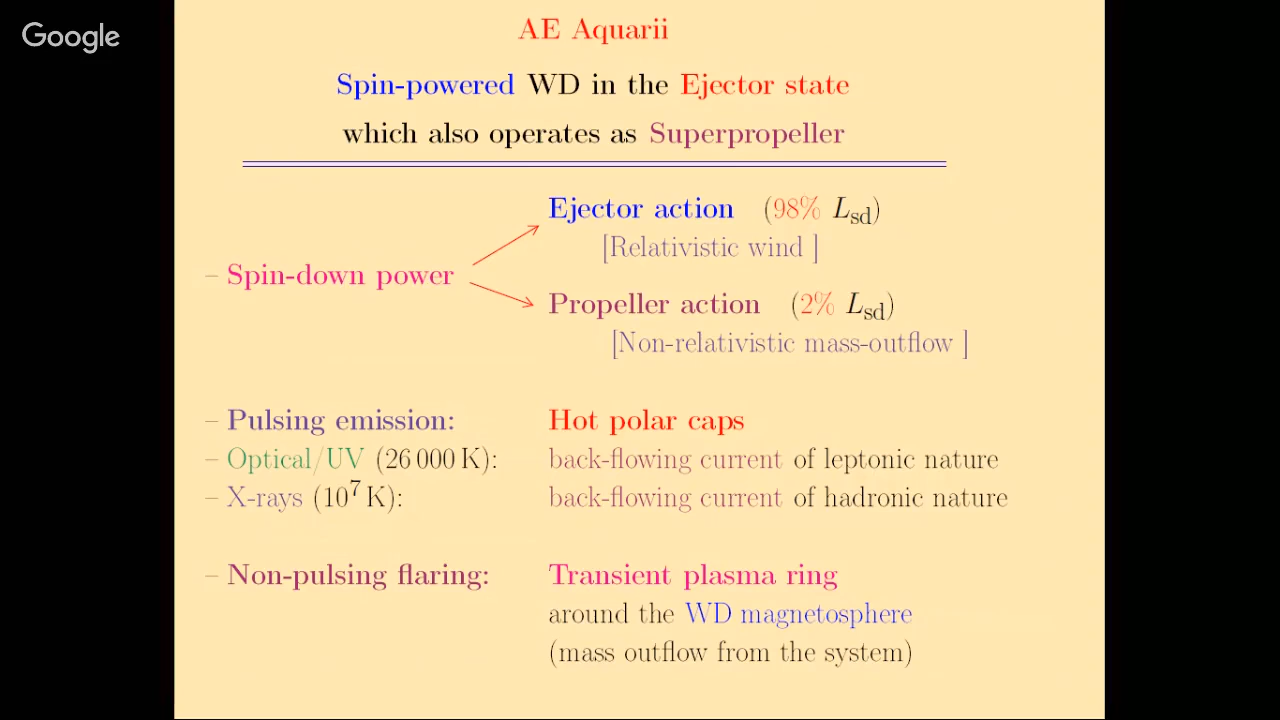 Google
AE Aquarii
Spin-powered WD in the Ejector state
which also operates as Superpropeller
Ejector action (98% Lsd)
[Relativistic wind ]
– Spin-down power
Propeller action (2% Lsd)
[Non-relativistic mass-outflow ]
– Pulsing emission: Hot polar caps
– Optical/UV (26 000 K): back-flowing current of leptonic nature
– X-rays (10⁷ K): back-flowing current of hadronic nature
– Non-pulsing flaring: Transient plasma ring
around the WD magnetosphere
(mass outflow from the system)